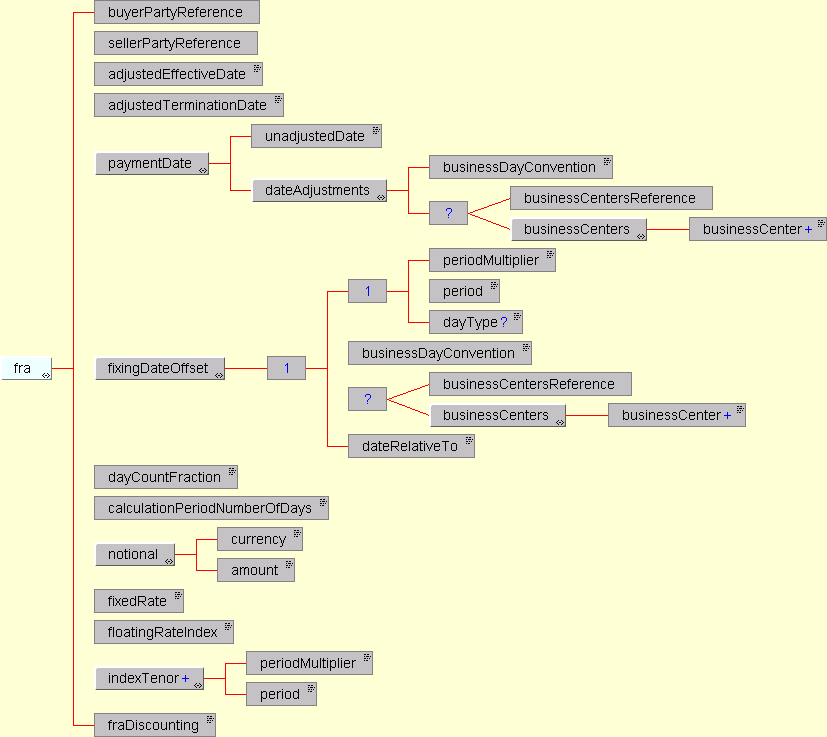 buyerPartyReference
sellerPartyReference
adjustedEffectiveDate
adjustedTerminationDate
unadjustedDate
paymentDate
businessDayConvention
dateAdjustments
businessCentersReference
?
businessCenters
businessCenter +
periodMultiplier
1
period
dayType ?
fra
fixingDateOffset
1
businessDayConvention
businessCentersReference
?
businessCenters
businessCenter +
dateRelativeTo
dayCountFraction
calculationPeriodNumberOfDays
currency
notional
amount
fixedRate
floatingRateIndex
periodMultiplier
indexTenor +
period
fraDiscounting